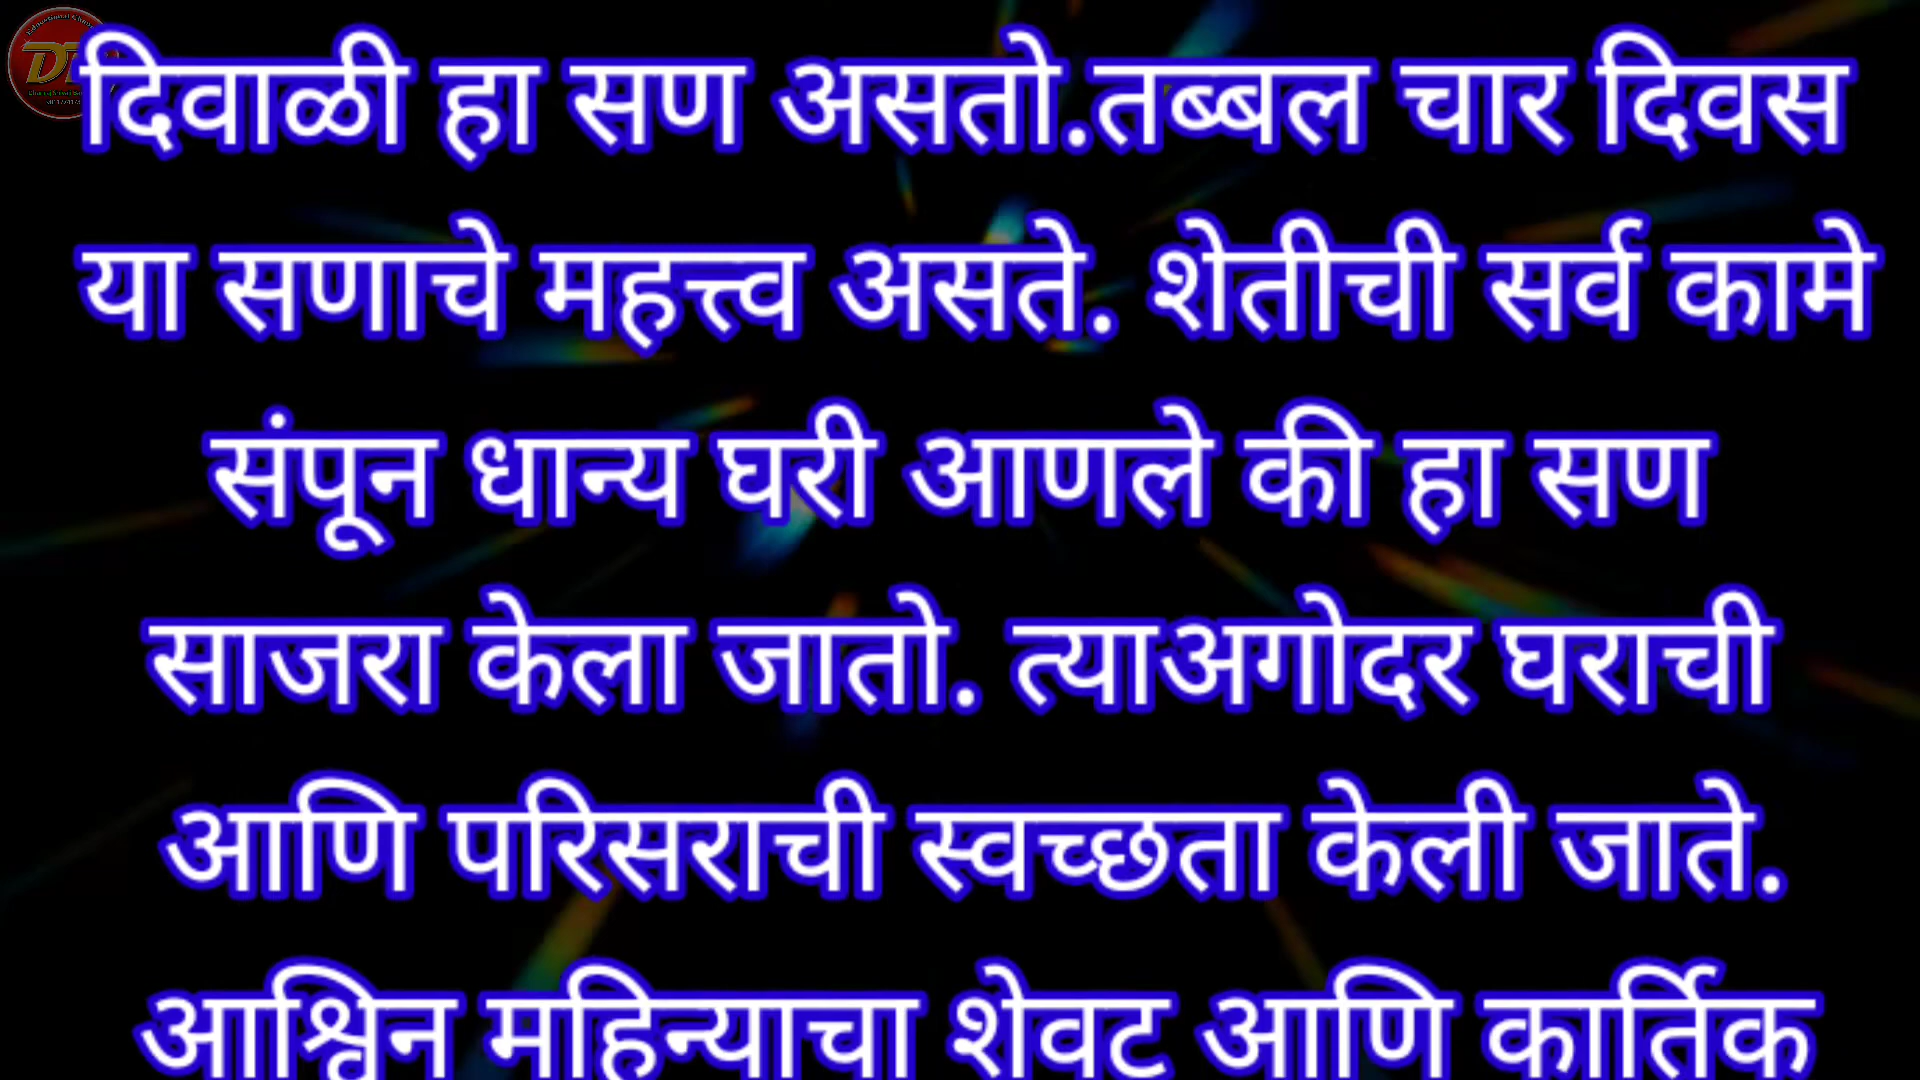 दिवाळी हा सण असतो.तब्बल चार दिवस
या सणाचे महत्त्व असते. शेतीची सर्व कामे
संपून धान्य घरी आणले की हा सण
साजरा केला जातो. त्याअगोदर घराची
आणि परिसराची स्वच्छता केली जाते.
आश्विन महिन्याचा शेवट आणि कार्तिक